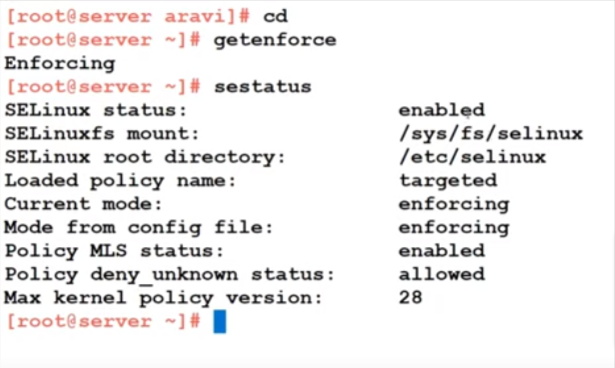 [root@server aravi]# cd
[root@server ~]# getenforce
Enforcing
[root@server ~]# sestatus
SELinux status:                 enabled
SELinuxfs mount:                /sys/fs/selinux
SELinux root directory:         /etc/selinux
Loaded policy name:             targeted
Current mode:                   enforcing
Mode from config file:          enforcing
Policy MLS status:              enabled
Policy deny_unknown status:     allowed
Max kernel policy version:      28
[root@server ~]#